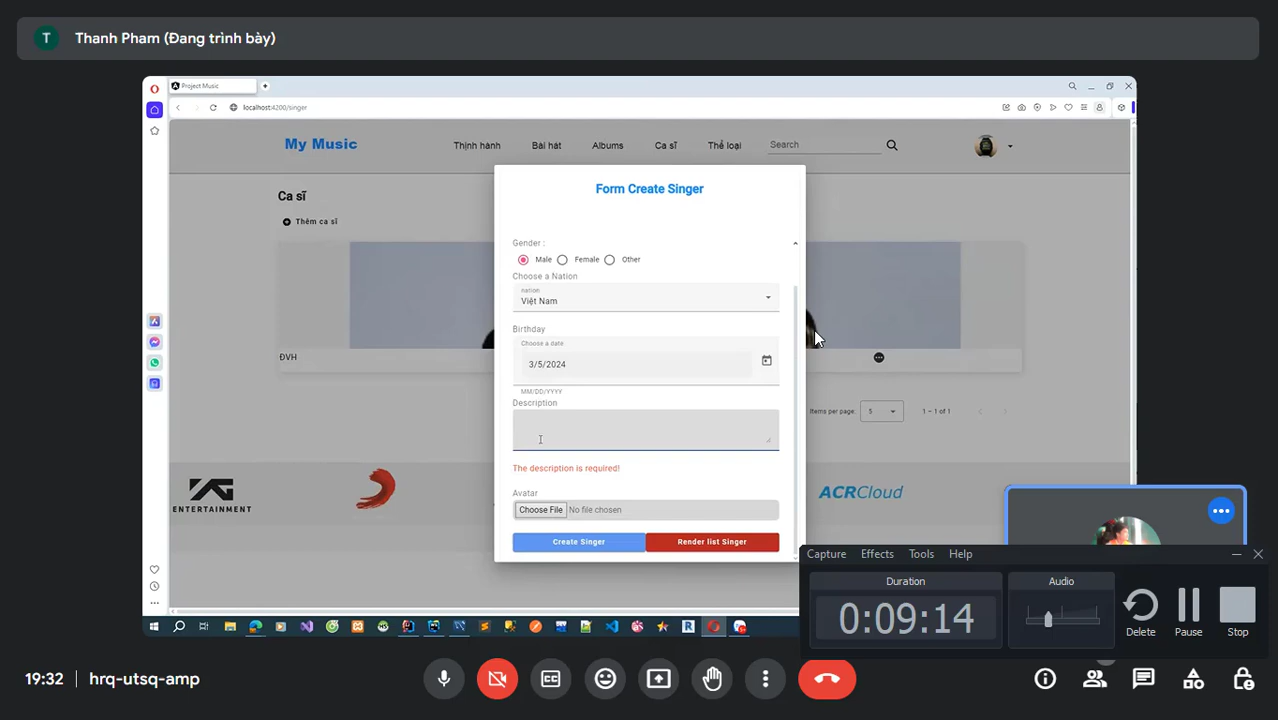 T Thanh Pham (Đang trình bày)
Project Music
localhost:4200/singer
My Music Thịnh hành Bài hát Albums Ca sĩ Thể loại Search
Ca sĩ
Thêm ca sĩ
ĐVH
Form Create Singer
Gender :
Male Female Other
Choose a Nation
nation
Việt Nam
Birthday
Choose a date
3/5/2024
MM/DD/YYYY
Description
The description is required!
Avatar
Choose File No file chosen
Create Singer Render list Singer
Items per page: 5 1 – 1 of 1
YG
ENTERTAINMENT
ACRCloud
Capture Effects Tools Help
Duration Audio
0:09:14
Delete Pause Stop
19:32 hrq-utsq-amp